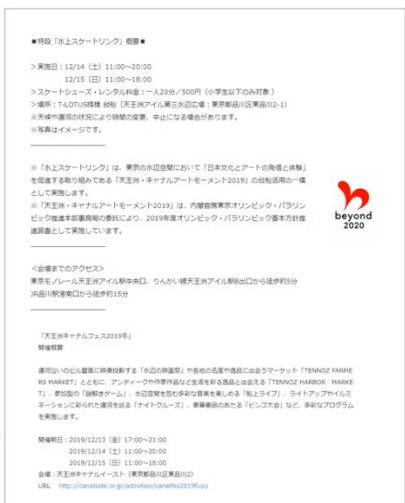 ■特設「水上スケートリンク」概要■
＞実施日：12/14（土）11:00～20:00
12/15（日）11:00～18:00
＞スケートシューズ・レンタル料金：一人20分／500円（小学生以下のみ対象）
＞場所：T-LOTUS桟橋 台船（天王洲アイル第三水辺広場：東京都品川区東品川2-1）
※天候や運河の状況により時間の変更、中止になる場合があります。
※写真はイメージです。
※「水上スケートリンク」は、東京の水辺空間において「日本文化とアートの発信と体験」
を促進する取り組みである「天王洲・キャナルアートモーメント2019」の台船活用の一環
として実施します。
※「天王洲・キャナルアートモーメント2019」は、内閣官房東京オリンピック・パラリン
ピック推進本部事務局の委託により、2019年度オリンピック・パラリンピック基本方針推
進調査として実施しています。
beyond
2020
＜会場までのアクセス＞
東京モノレール天王洲アイル駅中央口、りんかい線天王洲アイル駅B出口から徒歩約5分
JR品川駅港南口から徒歩約15分
「天王洲キャナルフェス2019冬」
開催概要
運河沿いのビル壁面に映像投影する「水辺の映画祭」や各地の名産や逸品に出会うマーケット「TENNOZ FARME
RS MARKET」とともに、アンティークや作家作品など生活を彩る逸品と出会える「TENNOZ HARBOR MARKE
T」、参加型の「謎解きゲーム」、水辺空間を包む多彩な音楽を楽しめる「船上ライブ」、ライトアップやイルミ
ネーションに彩られた運河を巡る「ナイトクルーズ」、豪華景品のあたる「ビンゴ大会」など、多彩なプログラム
を実施します。
開催期日：2019/12/13（金）17:00～21:00
2019/12/14（土）11:00～20:00
2019/12/15（日）11:00～18:00
会場：天王洲キャナルイースト（東京都品川区東品川2）
URL http://canalside.or.jp/activities/canalfes2019fuyu